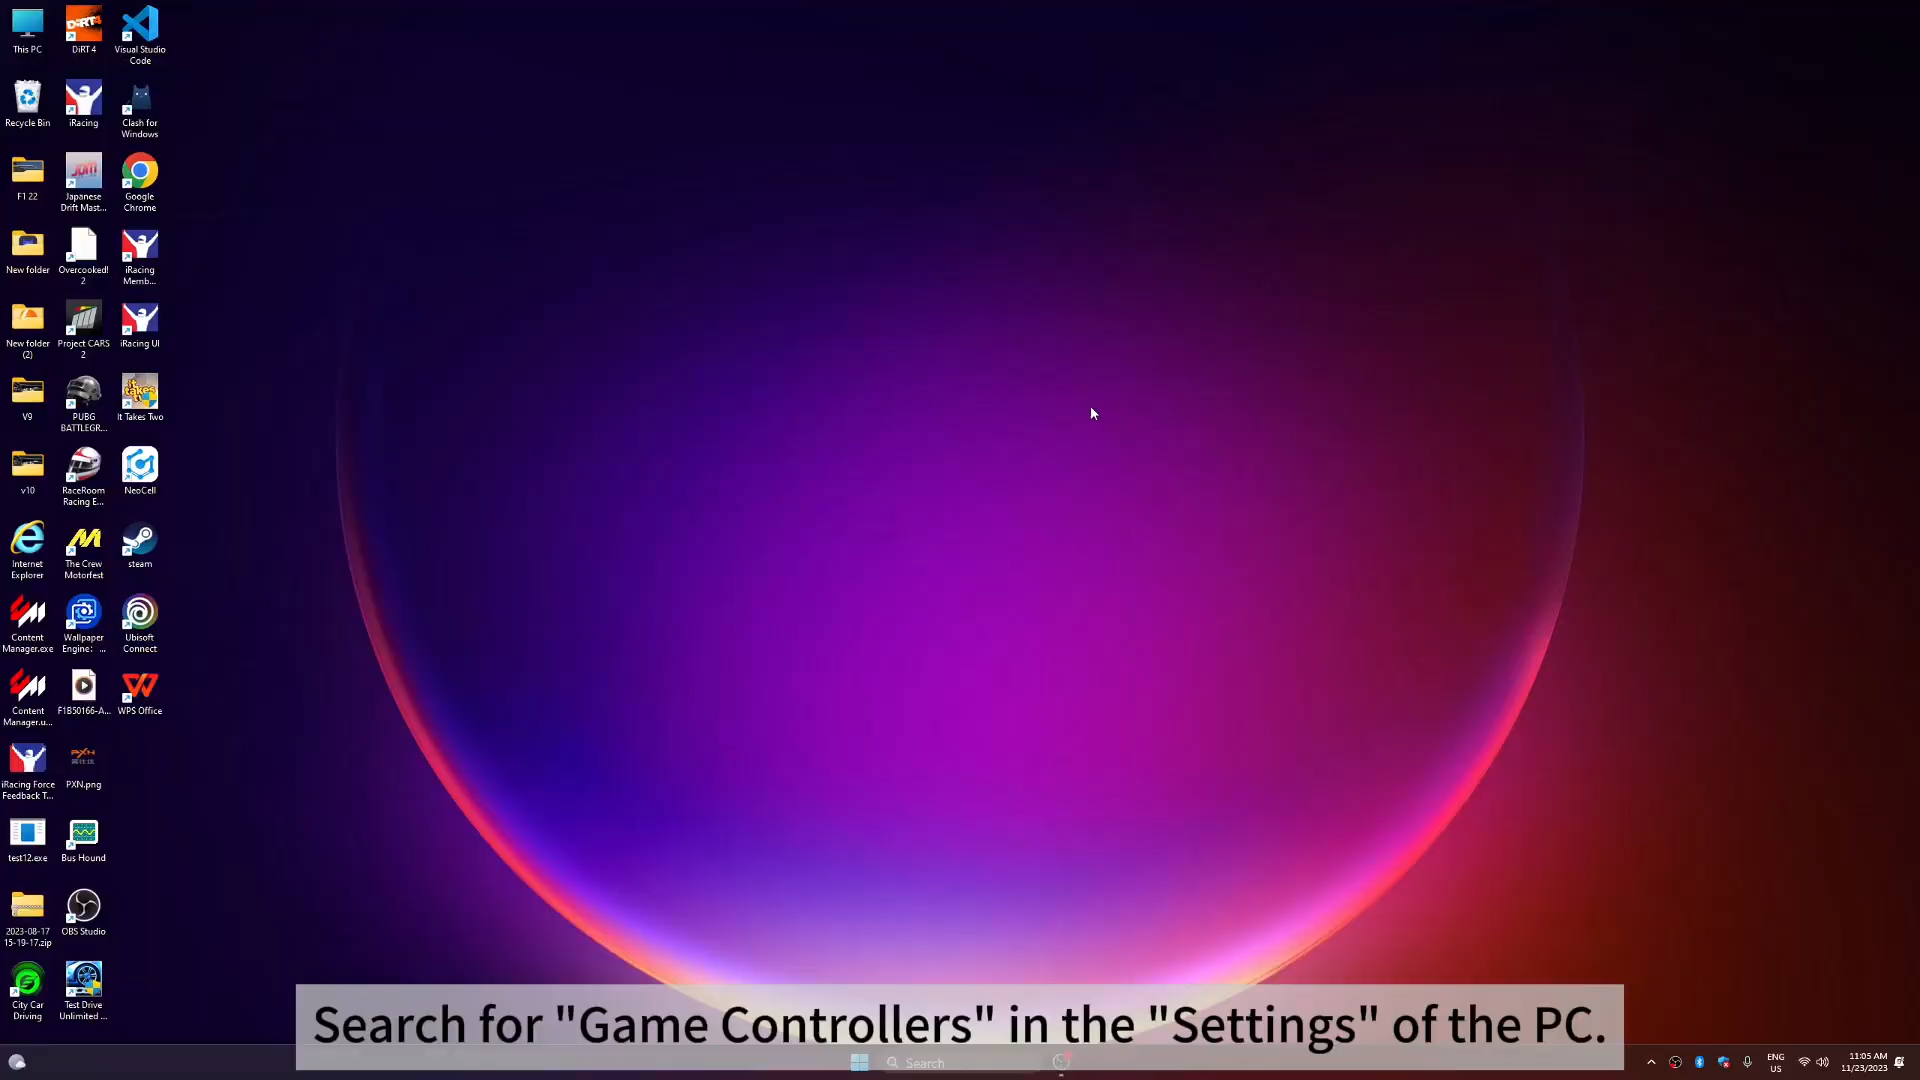 This PC
DiRT 4
Visual Studio
Code
Recycle Bin
iRacing
Clash for
Windows
F1 22
Japanese
Drift Mast...
Google
Chrome
New folder
Overcooked!
2
iRacing
Memb...
New folder
(2)
Project CARS
2
iRacing UI
V9
PUBG
BATTLEGR...
It Takes Two
v10
RaceRoom
Racing E...
NeoCell
Internet
Explorer
The Crew
Motorfest
steam
Content
Manager.exe
Wallpaper
Engine: ...
Ubisoft
Connect
Content
Manager.u...
F1B50166-A...
WPS Office
iRacing Force
Feedback T...
PXN.png
test12.exe
Bus Hound
2023-08-17
15-19-17.zip
OBS Studio
City Car
Driving
Test Drive
Unlimited ...
Search for "Game Controllers" in the "Settings" of the PC.
Search
ENG
US
11:05 AM
11/23/2023